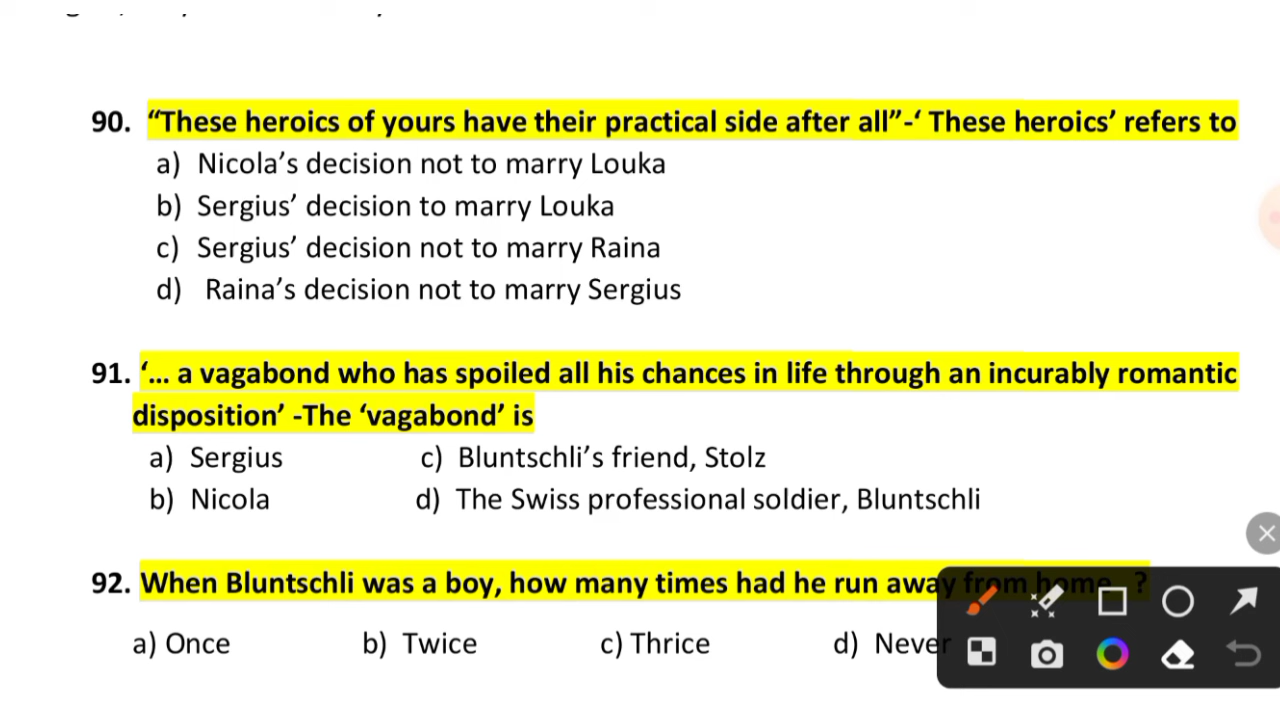 90. “These heroics of yours have their practical side after all”-‘ These heroics’ refers to
a) Nicola’s decision not to marry Louka
b) Sergius’ decision to marry Louka
c) Sergius’ decision not to marry Raina
d) Raina’s decision not to marry Sergius
91. ‘... a vagabond who has spoiled all his chances in life through an incurably romantic
disposition’ -The ‘vagabond’ is
a) Sergius c) Bluntschli’s friend, Stolz
b) Nicola d) The Swiss professional soldier, Bluntschli
92. When Bluntschli was a boy, how many times had he run away from home ?
a) Once b) Twice c) Thrice d) Never